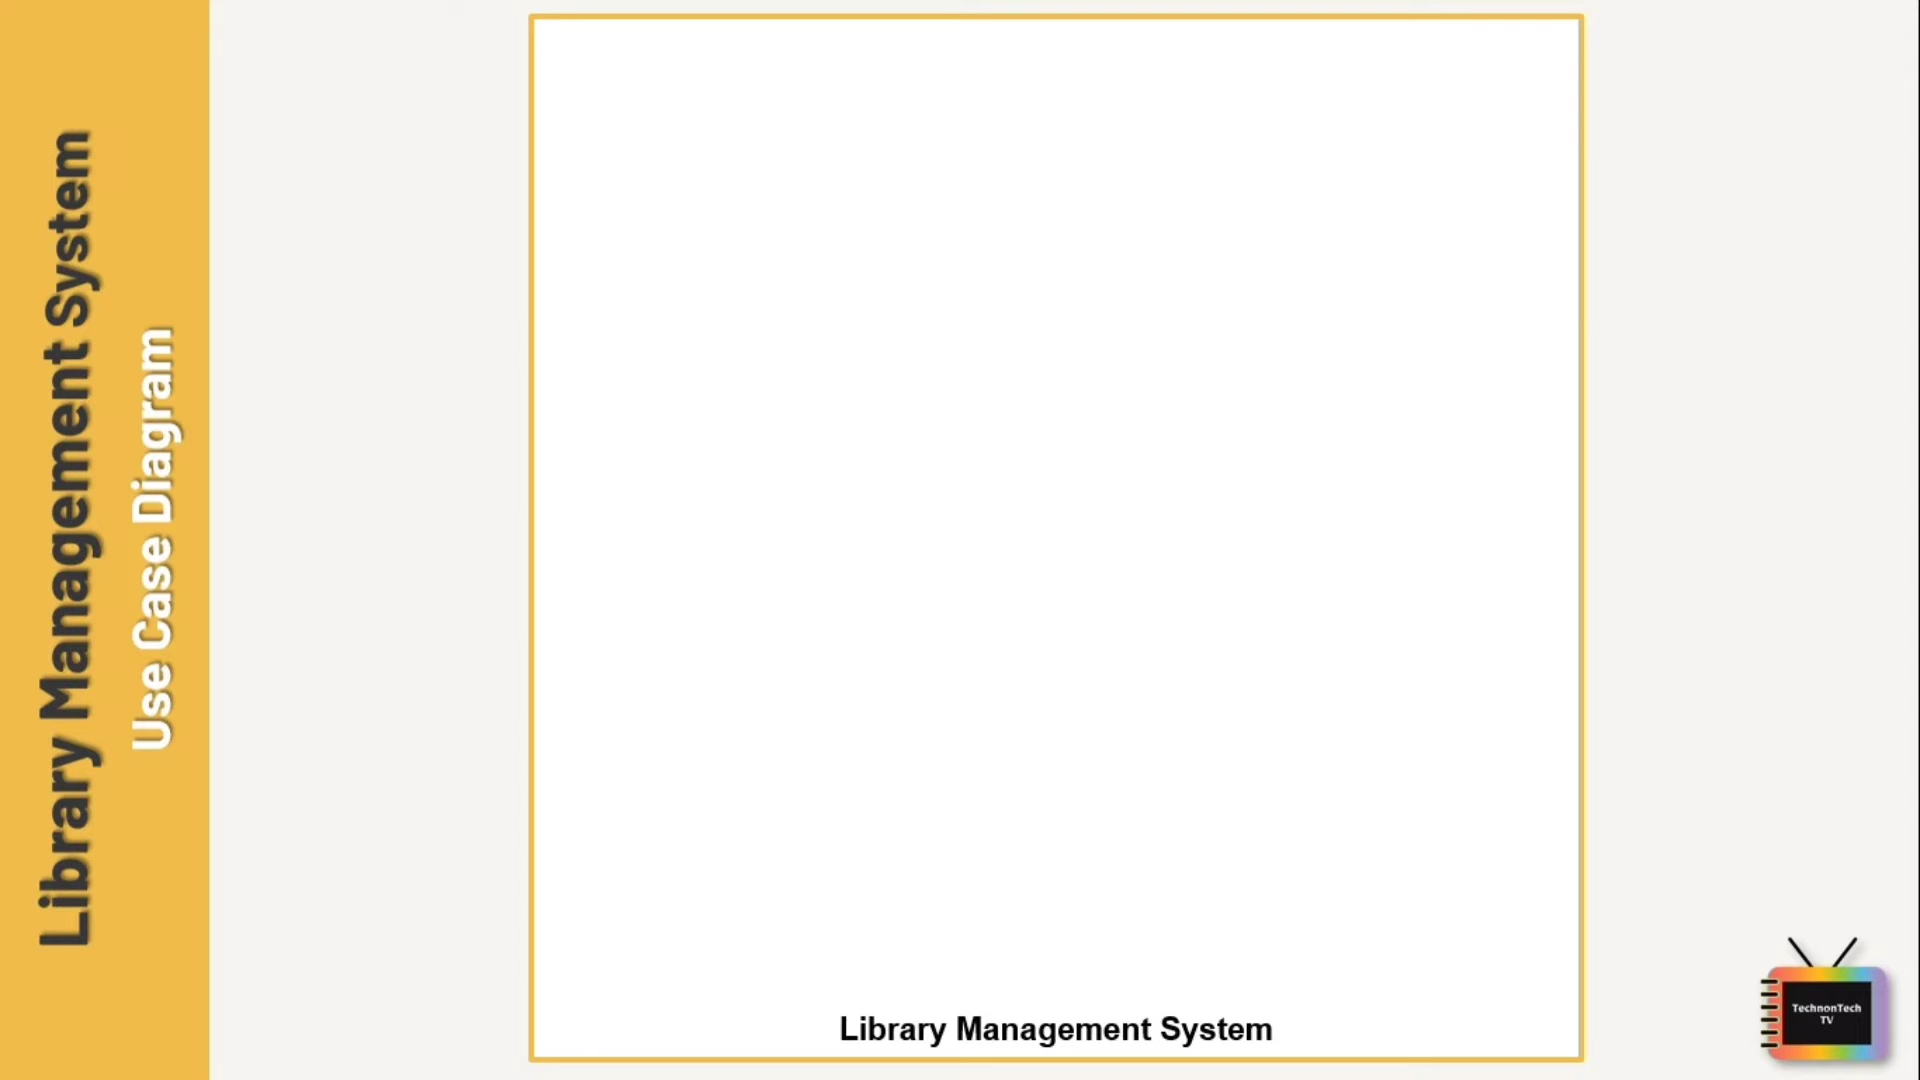 Library Management System
Use Case Diagram
Library Management System
TechnonTech
TV